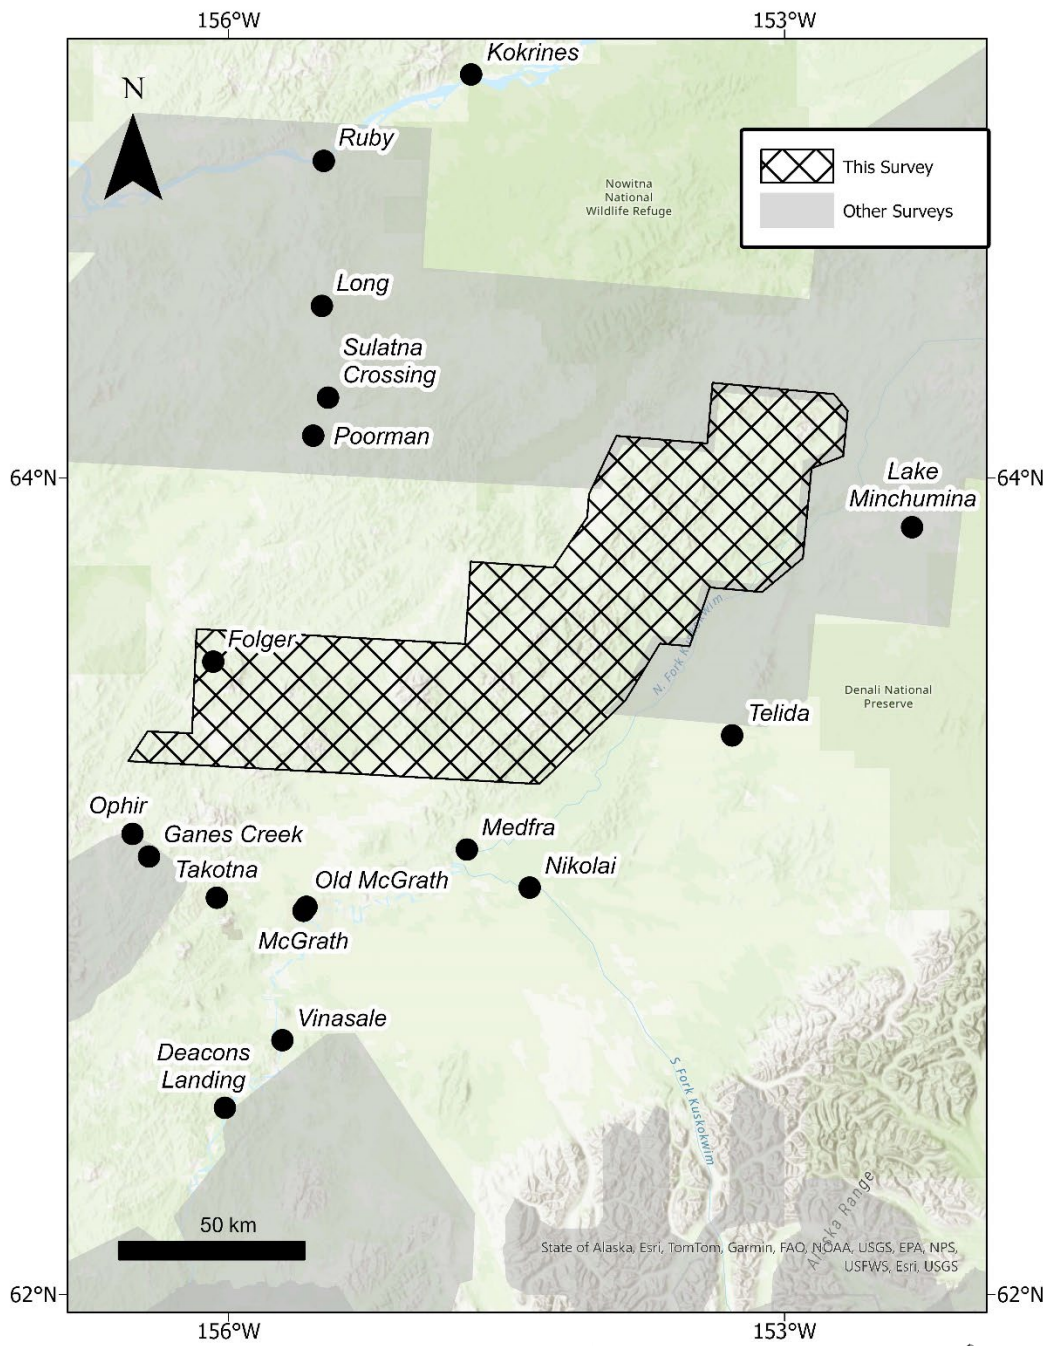 156°W
153°W
Kokrines
N
Ruby
This Survey
Other Surveys
Nowitna
National
Wildlife Refuge
Long
Sulatna
Crossing
Poorman
64°N
64°N
Lake
Minchumina
N. Fork Kuskokwim
Folger
Denali National
Preserve
Telida
Ophir
Ganes Creek
Medfra
Takotna
Old McGrath
Nikolai
McGrath
Vinasale
Deacons
Landing
S Fork Kuskokwim
Alaska Range
50 km
State of Alaska, Esri, TomTom, Garmin, FAO, NOAA, USGS, EPA, NPS,
USFWS, Esri, USGS
62°N
62°N
156°W
153°W